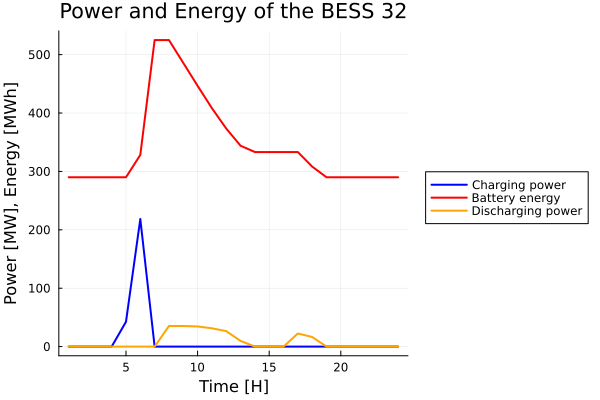 Power and Energy of the BESS 32
Power [MW], Energy [MWh]
500
400
300
200
100
0
5 10 15 20
Time [H]
Charging power
Battery energy
Discharging power